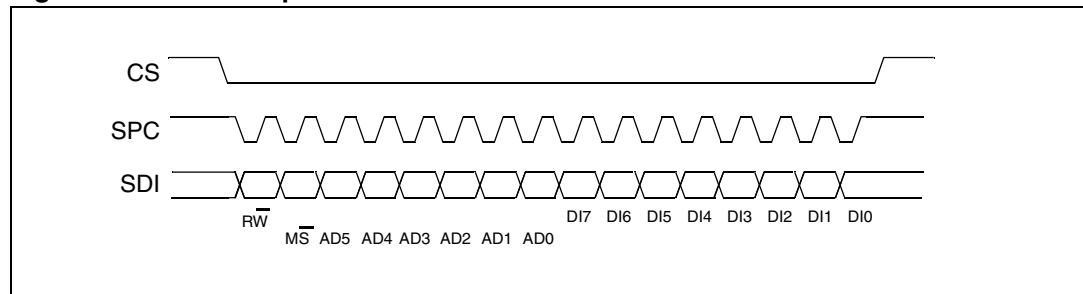 CS
SPC
SDI
RW DI7 DI6 DI5 DI4 DI3 DI2 DI1 DI0
MS AD5 AD4 AD3 AD2 AD1 AD0